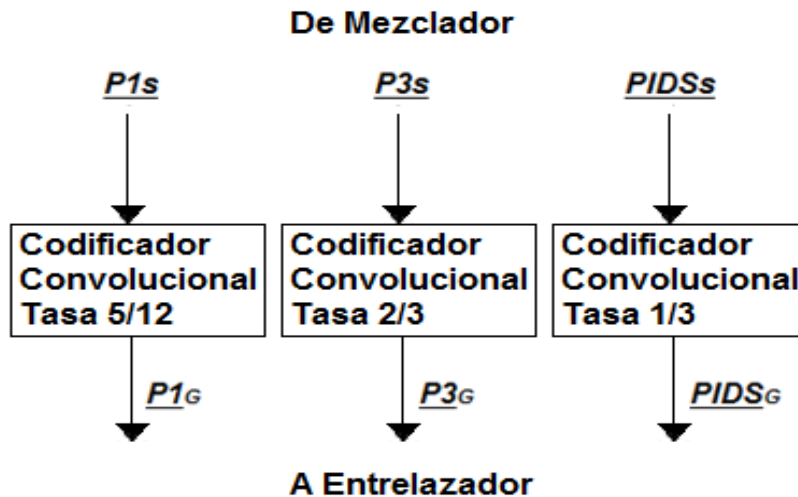 De Mezclador
P1s P3s PIDSs
Codificador Convolucional Tasa 5/12
Codificador Convolucional Tasa 2/3
Codificador Convolucional Tasa 1/3
P1G P3G PIDSG
A Entrelazador